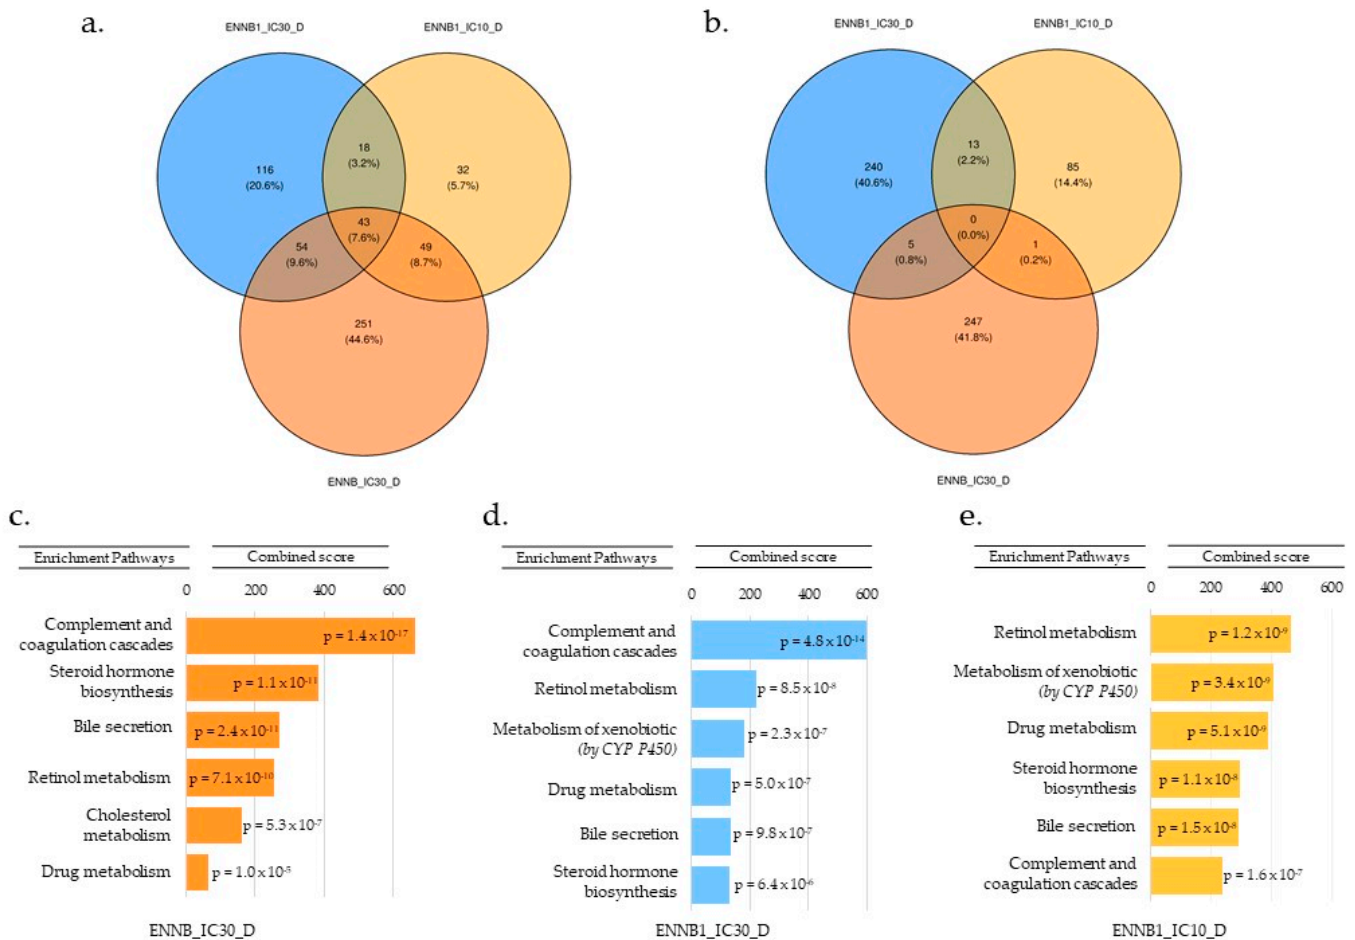 a.
ENNB1_IC30_D
ENNB1_IC10_D
116
(20.6%)
18
(3.2%)
32
(5.7%)
43
(7.6%)
54
(9.6%)
49
(8.7%)
251
(44.6%)
ENNB_IC30_D
b.
ENNB1_IC30_D
ENNB1_IC10_D
240
(40.6%)
13
(2.2%)
85
(14.4%)
0
(0.0%)
5
(0.8%)
1
(0.2%)
247
(41.8%)
ENNB_IC30_D
c.
Enrichment Pathways
Combined score
0 200 400 600
Complement and
coagulation cascades
p = 1.4 x 10-17
Steroid hormone
biosynthesis
p = 1.1 x 10-11
Bile secretion
p = 2.4 x 10-11
Retinol metabolism
p = 7.1 x 10-10
Cholesterol
metabolism
p = 5.3 x 10-7
Drug metabolism
p = 1.0 x 10-5
ENNB_IC30_D
d.
Enrichment Pathways
Combined score
0 200 400 600
Complement and
coagulation cascades
p = 4.8 x 10-14
Retinol metabolism
p = 8.5 x 10-8
Metabolism of xenobiotic
(by CYP P450)
p = 2.3 x 10-7
Drug metabolism
p = 5.0 x 10-7
Bile secretion
p = 9.8 x 10-7
Steroid hormone
biosynthesis
p = 6.4 x 10-6
ENNB1_IC30_D
e.
Enrichment Pathways
Combined score
0 200 400 600
Retinol metabolism
p = 1.2 x 10-9
Metabolism of xenobiotic
(by CYP P450)
p = 3.4 x 10-9
Drug metabolism
p = 5.1 x 10-9
Steroid hormone
biosynthesis
p = 1.1 x 10-8
Bile secretion
p = 1.5 x 10-8
Complement and
coagulation cascades
p = 1.6 x 10-7
ENNB1_IC10_D